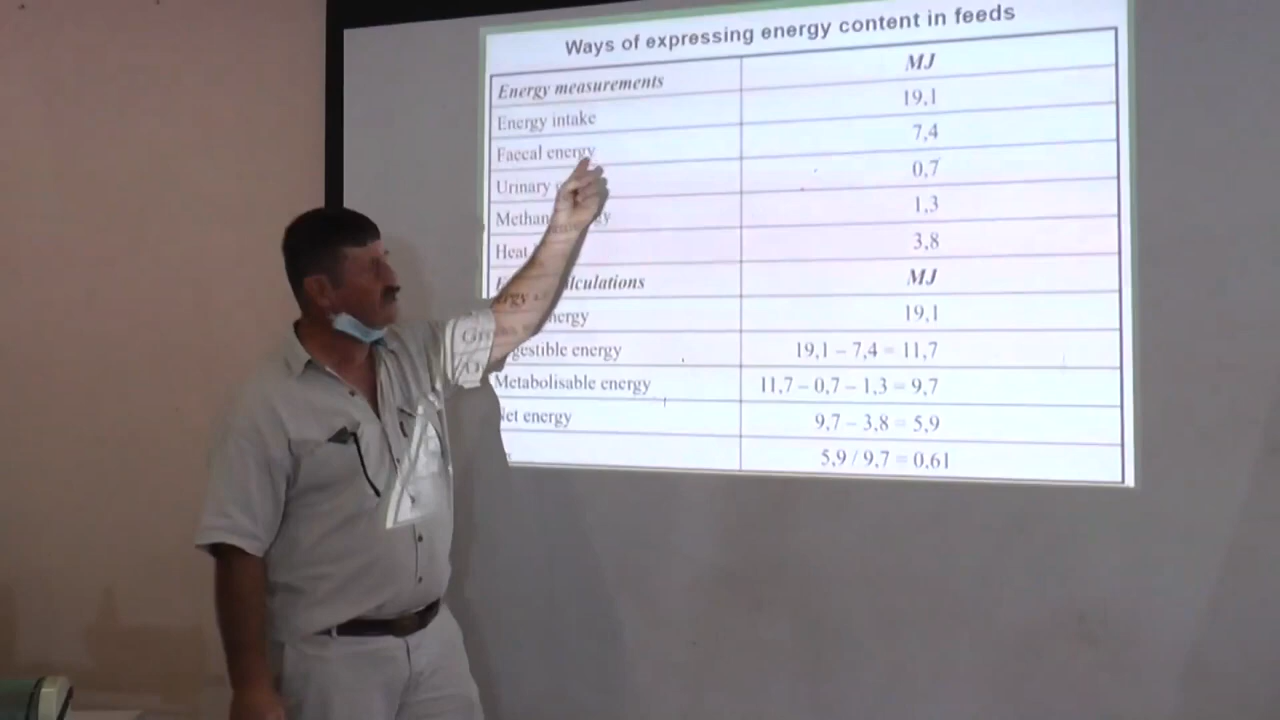 Ways of expressing energy content in feeds
Energy measurements MJ
Energy intake 19,1
Faecal energy 7,4
Urinary 0,7
1,3
Heat 3,8
MJ
19,1
19,1 – 7,4 = 11,7
Metabolisable energy 11,7 – 0,7 – 1,3 = 9,7
energy 9,7 – 3,8 = 5,9
5,9 / 9,7 = 0,61